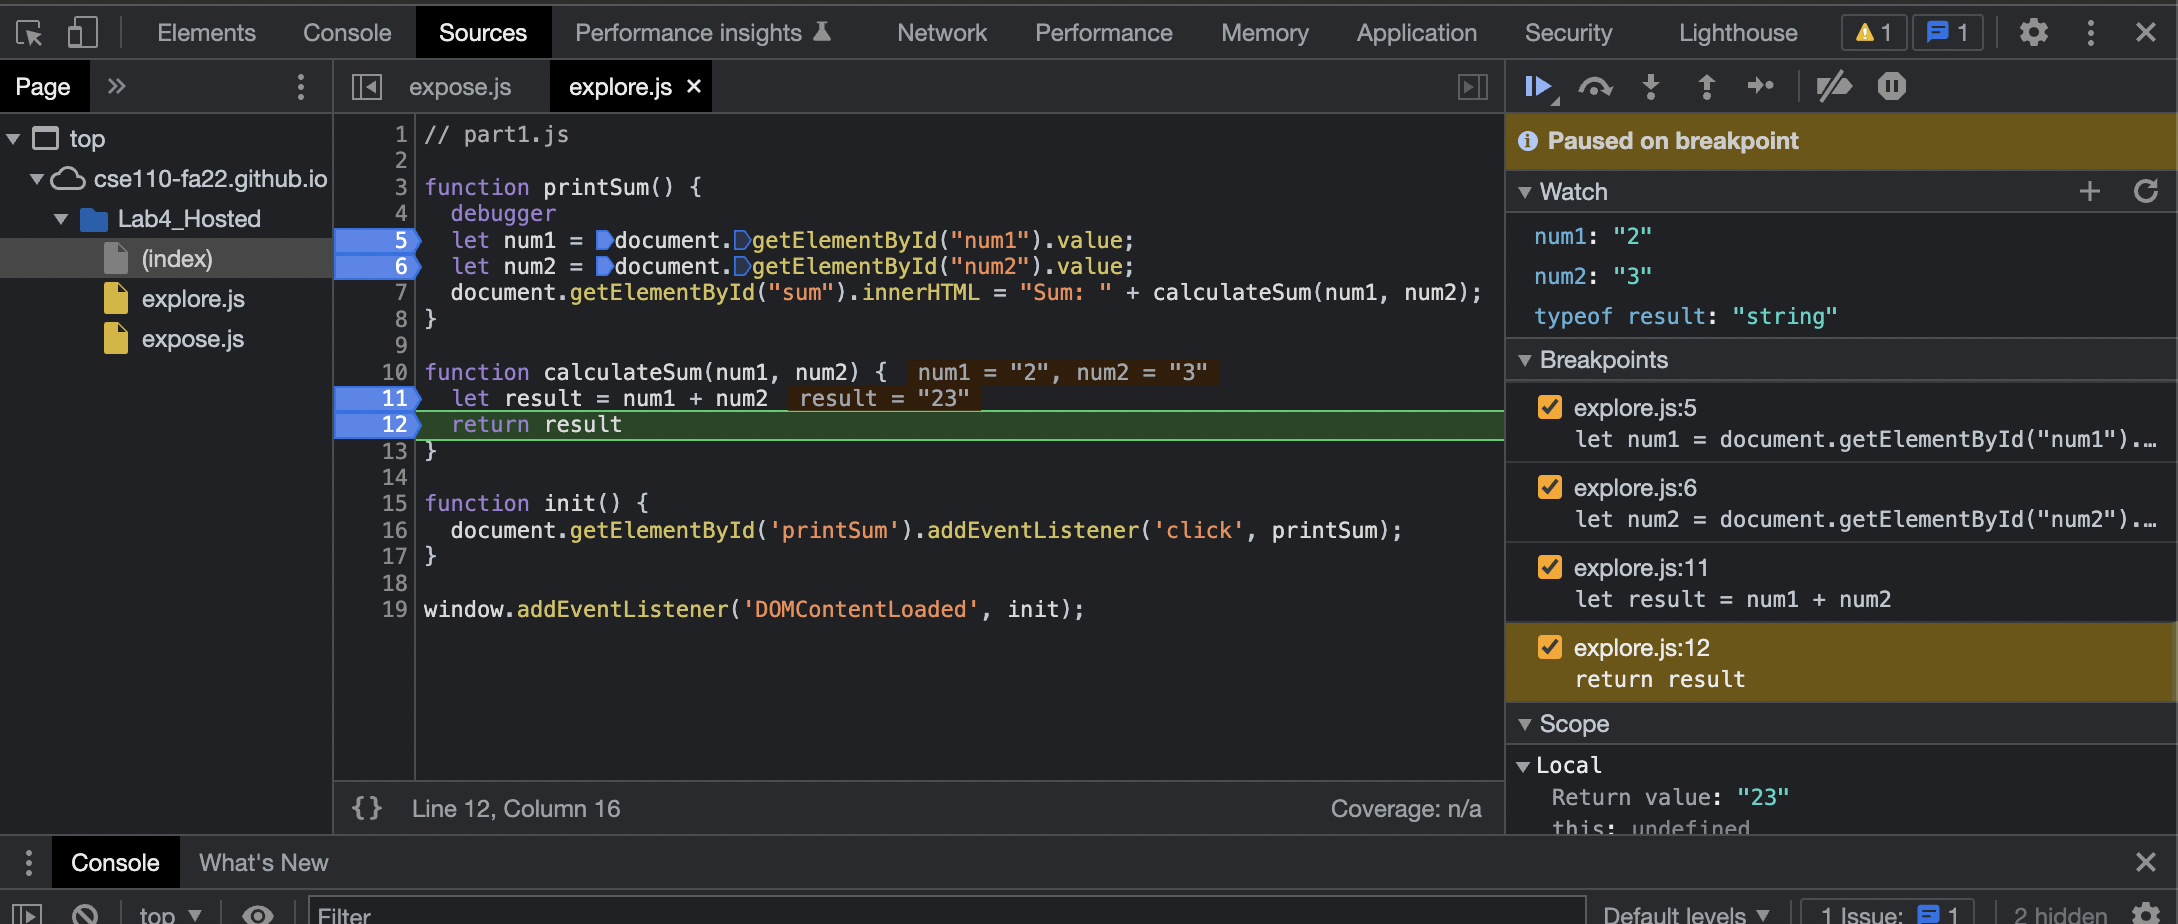 Elements Console Sources Performance insights Network Performance Memory Application Security Lighthouse 1 1
Page expose.js explore.js
top
cse110-fa22.github.io
Lab4_Hosted
(index)
explore.js
expose.js
1 // part1.js
2
3 function printSum() {
4 debugger
5 let num1 = document.getElementById("num1").value;
6 let num2 = document.getElementById("num2").value;
7 document.getElementById("sum").innerHTML = "Sum: " + calculateSum(num1, num2);
8 }
9
10 function calculateSum(num1, num2) { num1 = "2", num2 = "3"
11 let result = num1 + num2 result = "23"
12 return result
13 }
14
15 function init() {
16 document.getElementById('printSum').addEventListener('click', printSum);
17 }
18
19 window.addEventListener('DOMContentLoaded', init);
{} Line 12, Column 16 Coverage: n/a
Paused on breakpoint
Watch
num1: "2"
num2: "3"
typeof result: "string"
Breakpoints
explore.js:5
let num1 = document.getElementById("num1").…
explore.js:6
let num2 = document.getElementById("num2").…
explore.js:11
let result = num1 + num2
explore.js:12
return result
Scope
Local
Return value: "23"
this: undefined
Console What's New
top Filter Default levels 1 Issue: 1 2 hidden